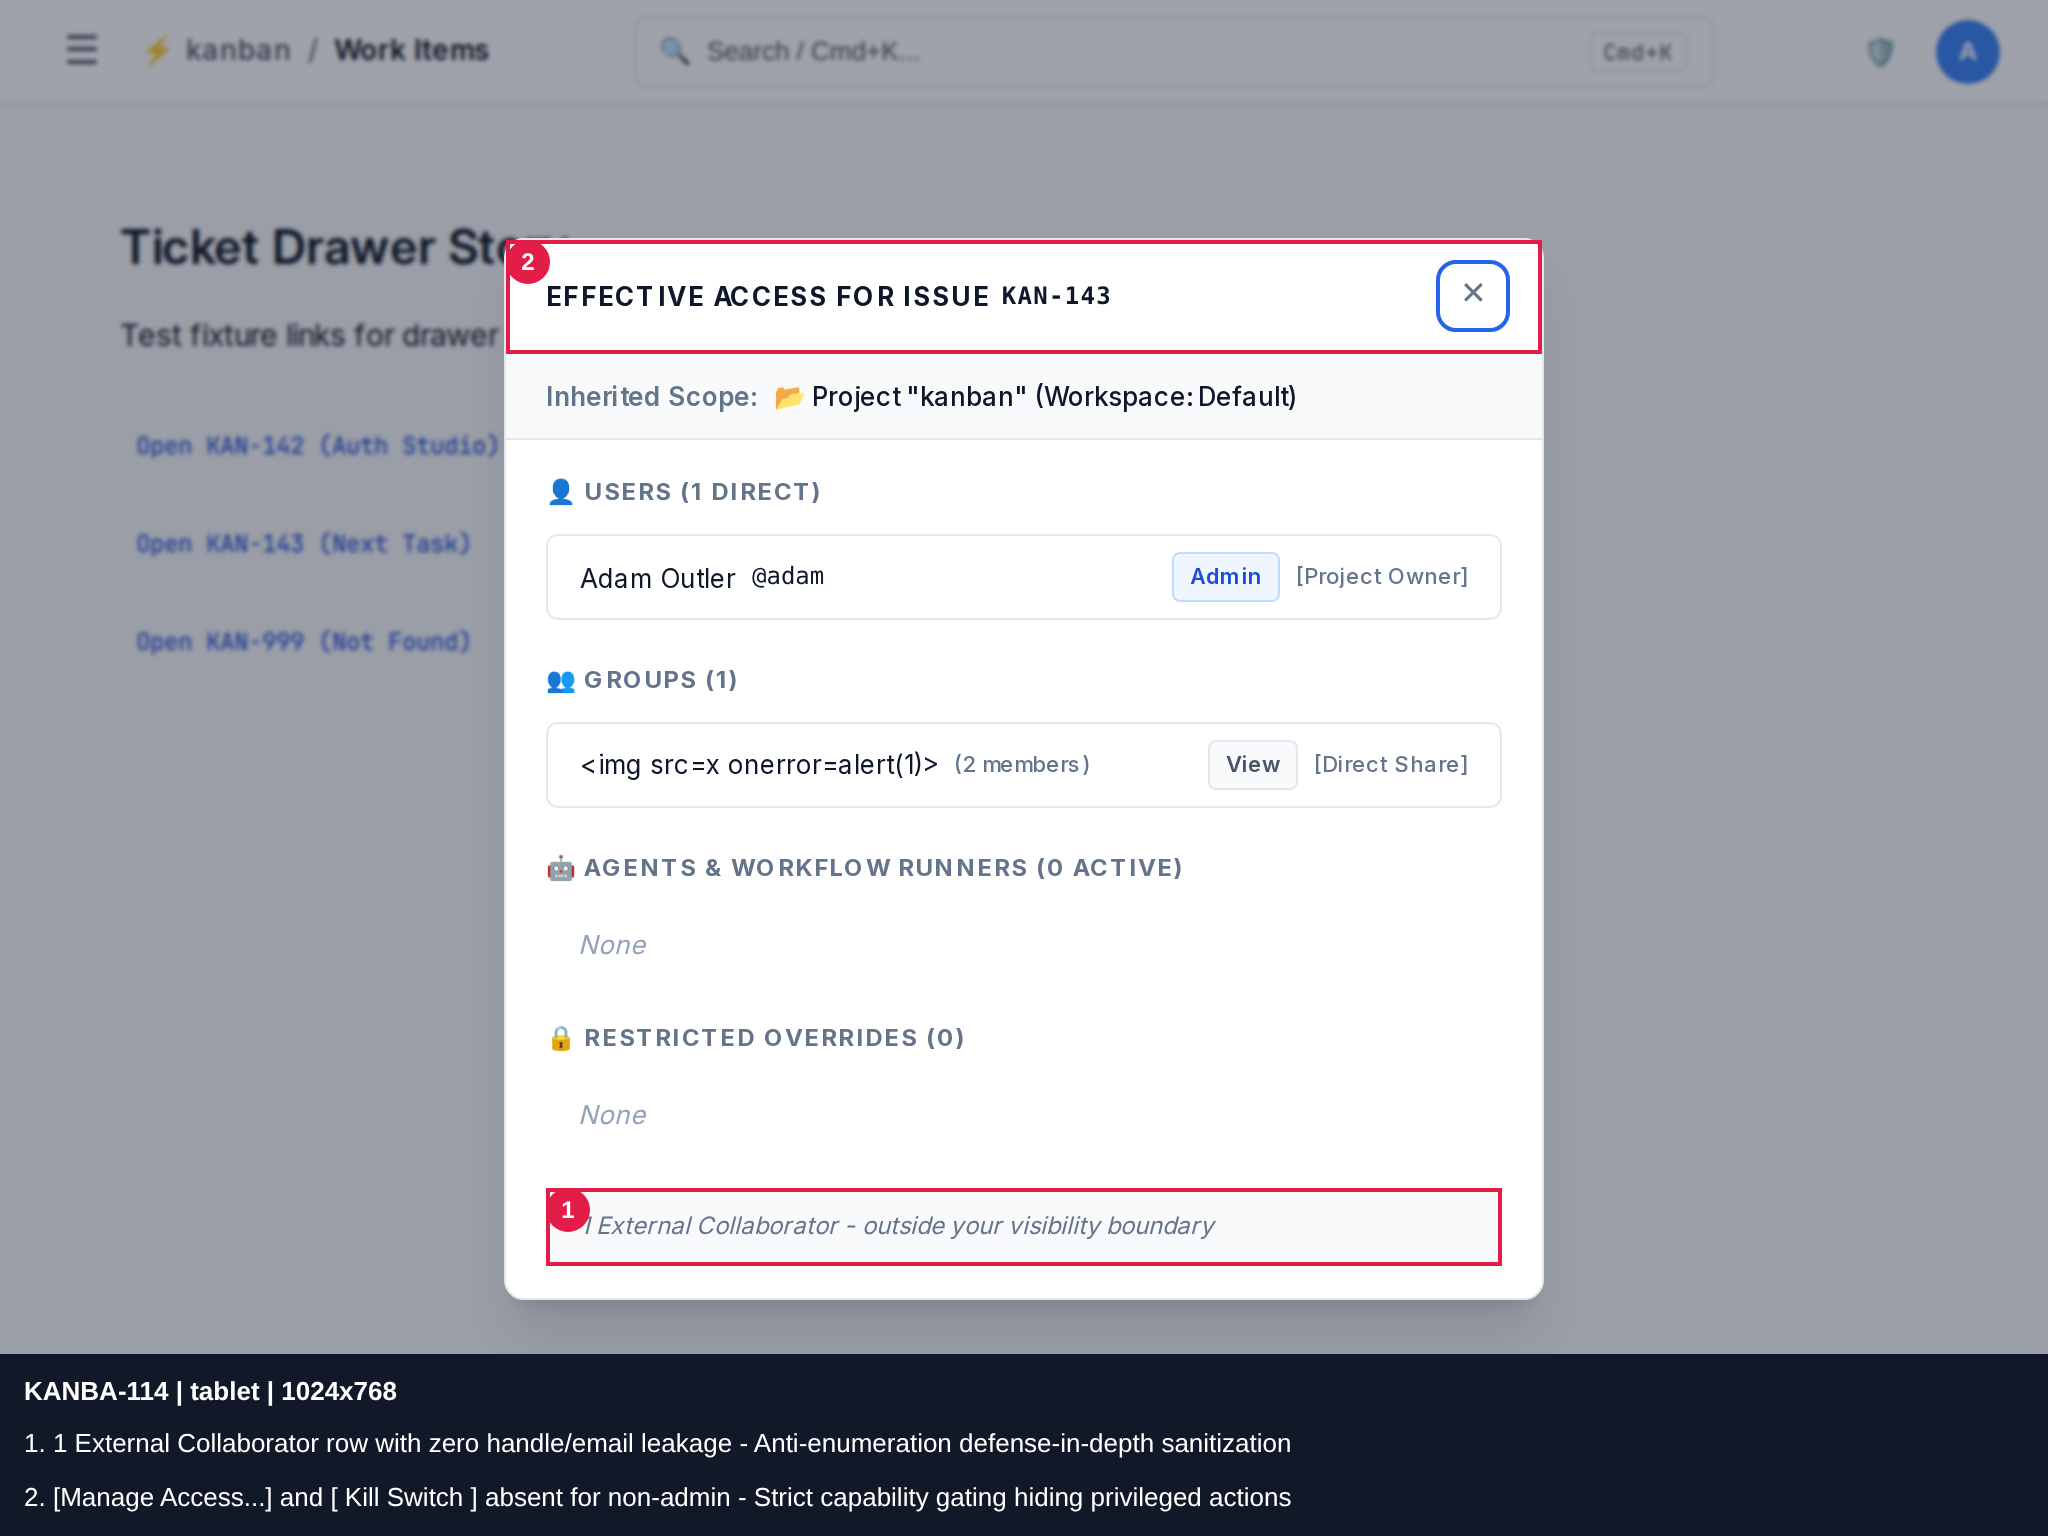 kanban / Work Items
Search / Cmd+K...
Cmd+K
A
Ticket Drawer
Test fixture links for drawer
Open KAN-142 (Auth Studio)
Open KAN-143 (Next Task)
Open KAN-999 (Not Found)
2
EFFECTIVE ACCESS FOR ISSUE KAN-143
Inherited Scope: Project "kanban" (Workspace: Default)
USERS (1 DIRECT)
Adam Outler @adam Admin [Project Owner]
GROUPS (1)
<img src=x onerror=alert(1)> (2 members) View [Direct Share]
AGENTS & WORKFLOW RUNNERS (0 ACTIVE)
None
RESTRICTED OVERRIDES (0)
None
1
1 External Collaborator - outside your visibility boundary
KANBA-114 | tablet | 1024x768
1. 1 External Collaborator row with zero handle/email leakage - Anti-enumeration defense-in-depth sanitization
2. [Manage Access...] and [ Kill Switch ] absent for non-admin - Strict capability gating hiding privileged actions